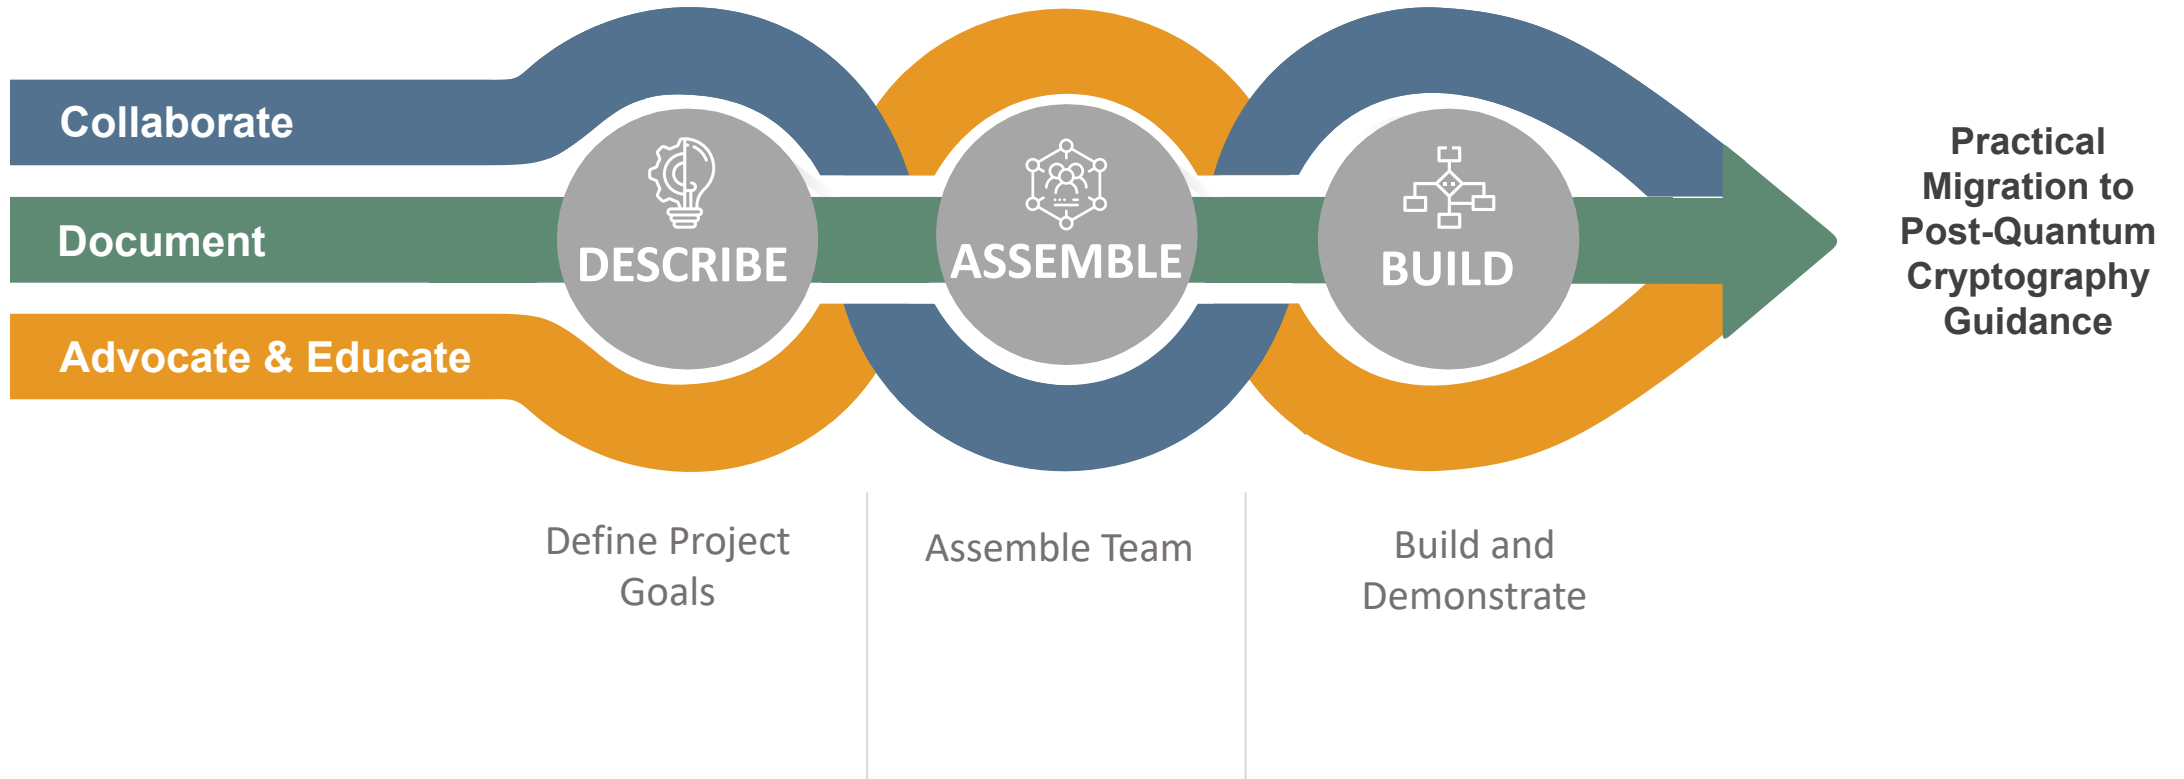 Collaborate
Document
Advocate & Educate
DESCRIBE
ASSEMBLE
BUILD
Practical
Migration to
Post-Quantum
Cryptography
Guidance
Define Project
Goals
Assemble Team
Build and
Demonstrate